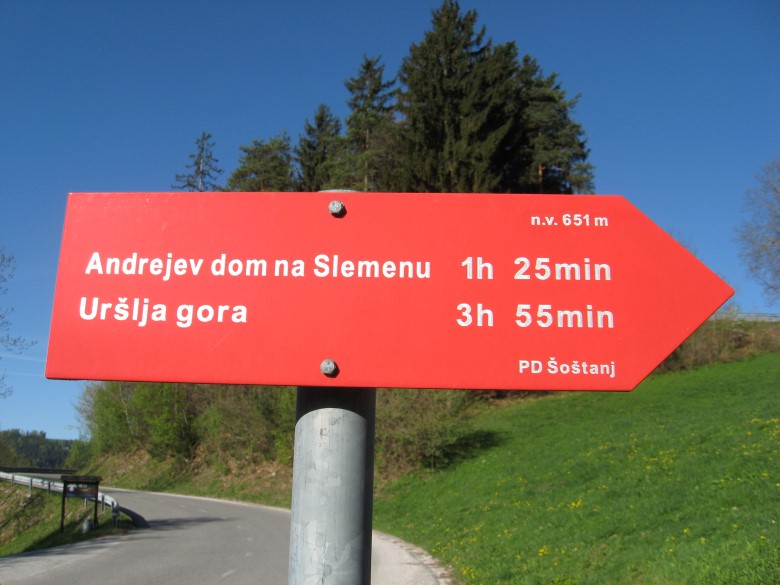 n.v. 651 m
Andrejev dom na Slemenu 1h 25min
Uršlja gora 3h 55min
PD Šoštanj